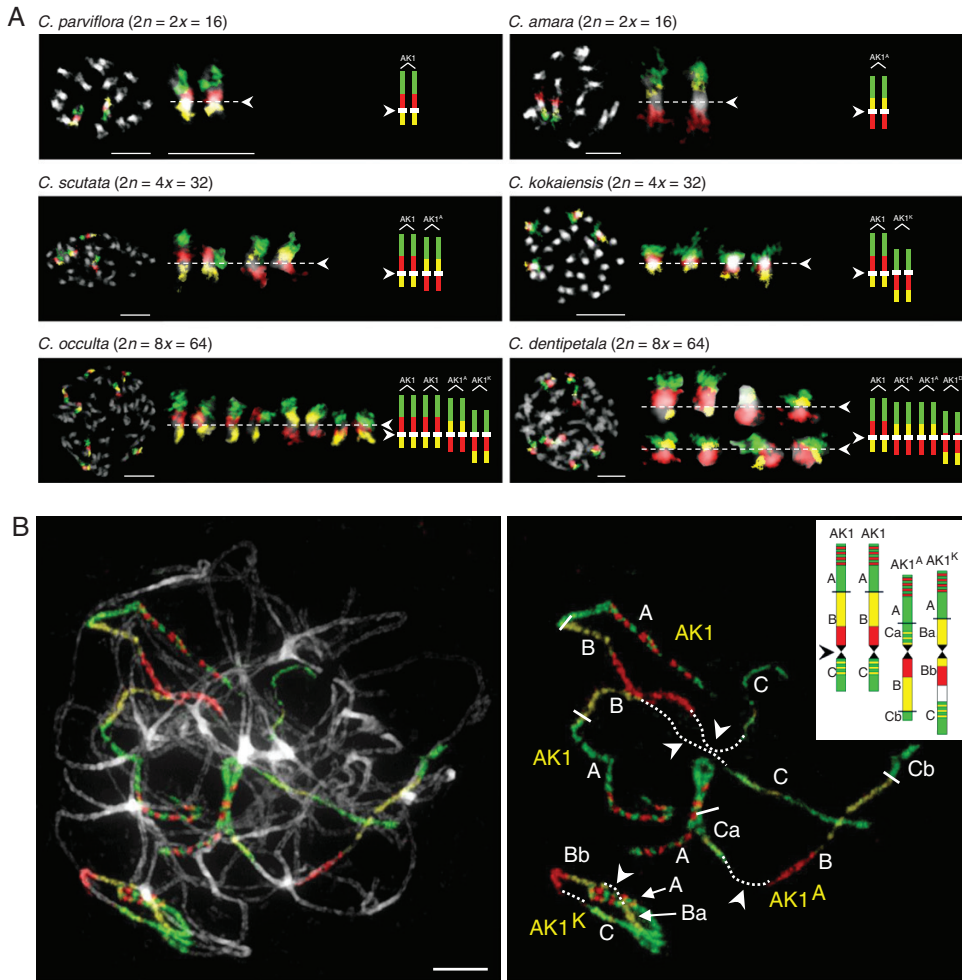 A
C. parviflora (2n = 2x = 16)
AK1
C. amara (2n = 2x = 16)
AK1A
C. scutata (2n = 4x = 32)
AK1 AK1A
C. kokaiensis (2n = 4x = 32)
AK1 AK1K
C. occulta (2n = 8x = 64)
AK1 AK1 AK1A AK1K
C. dentipetala (2n = 8x = 64)
AK1 AK1A AK1A AK1D
B
AK1 AK1 AK1A AK1K
A A A A
B B Ca Ba
C C B Bb
Cb C
A AK1
B
C
B
AK1
A
C
Cb
Ca
A
B
Bb
A
Ba
AK1A
AK1K
C